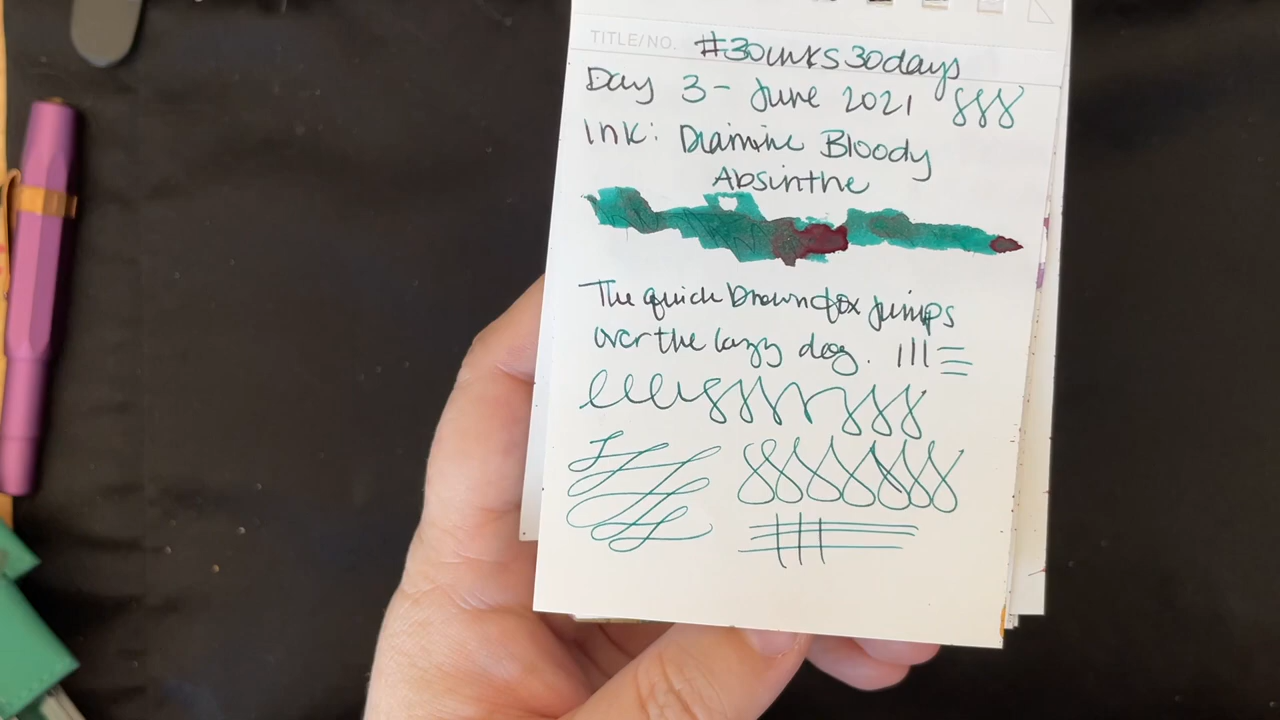 TITLE/NO. #30inks30days
Day 3 - June 2021
Ink: Diamine Bloody
Absinthe
The quick brown fox jumps
over the lazy dog.